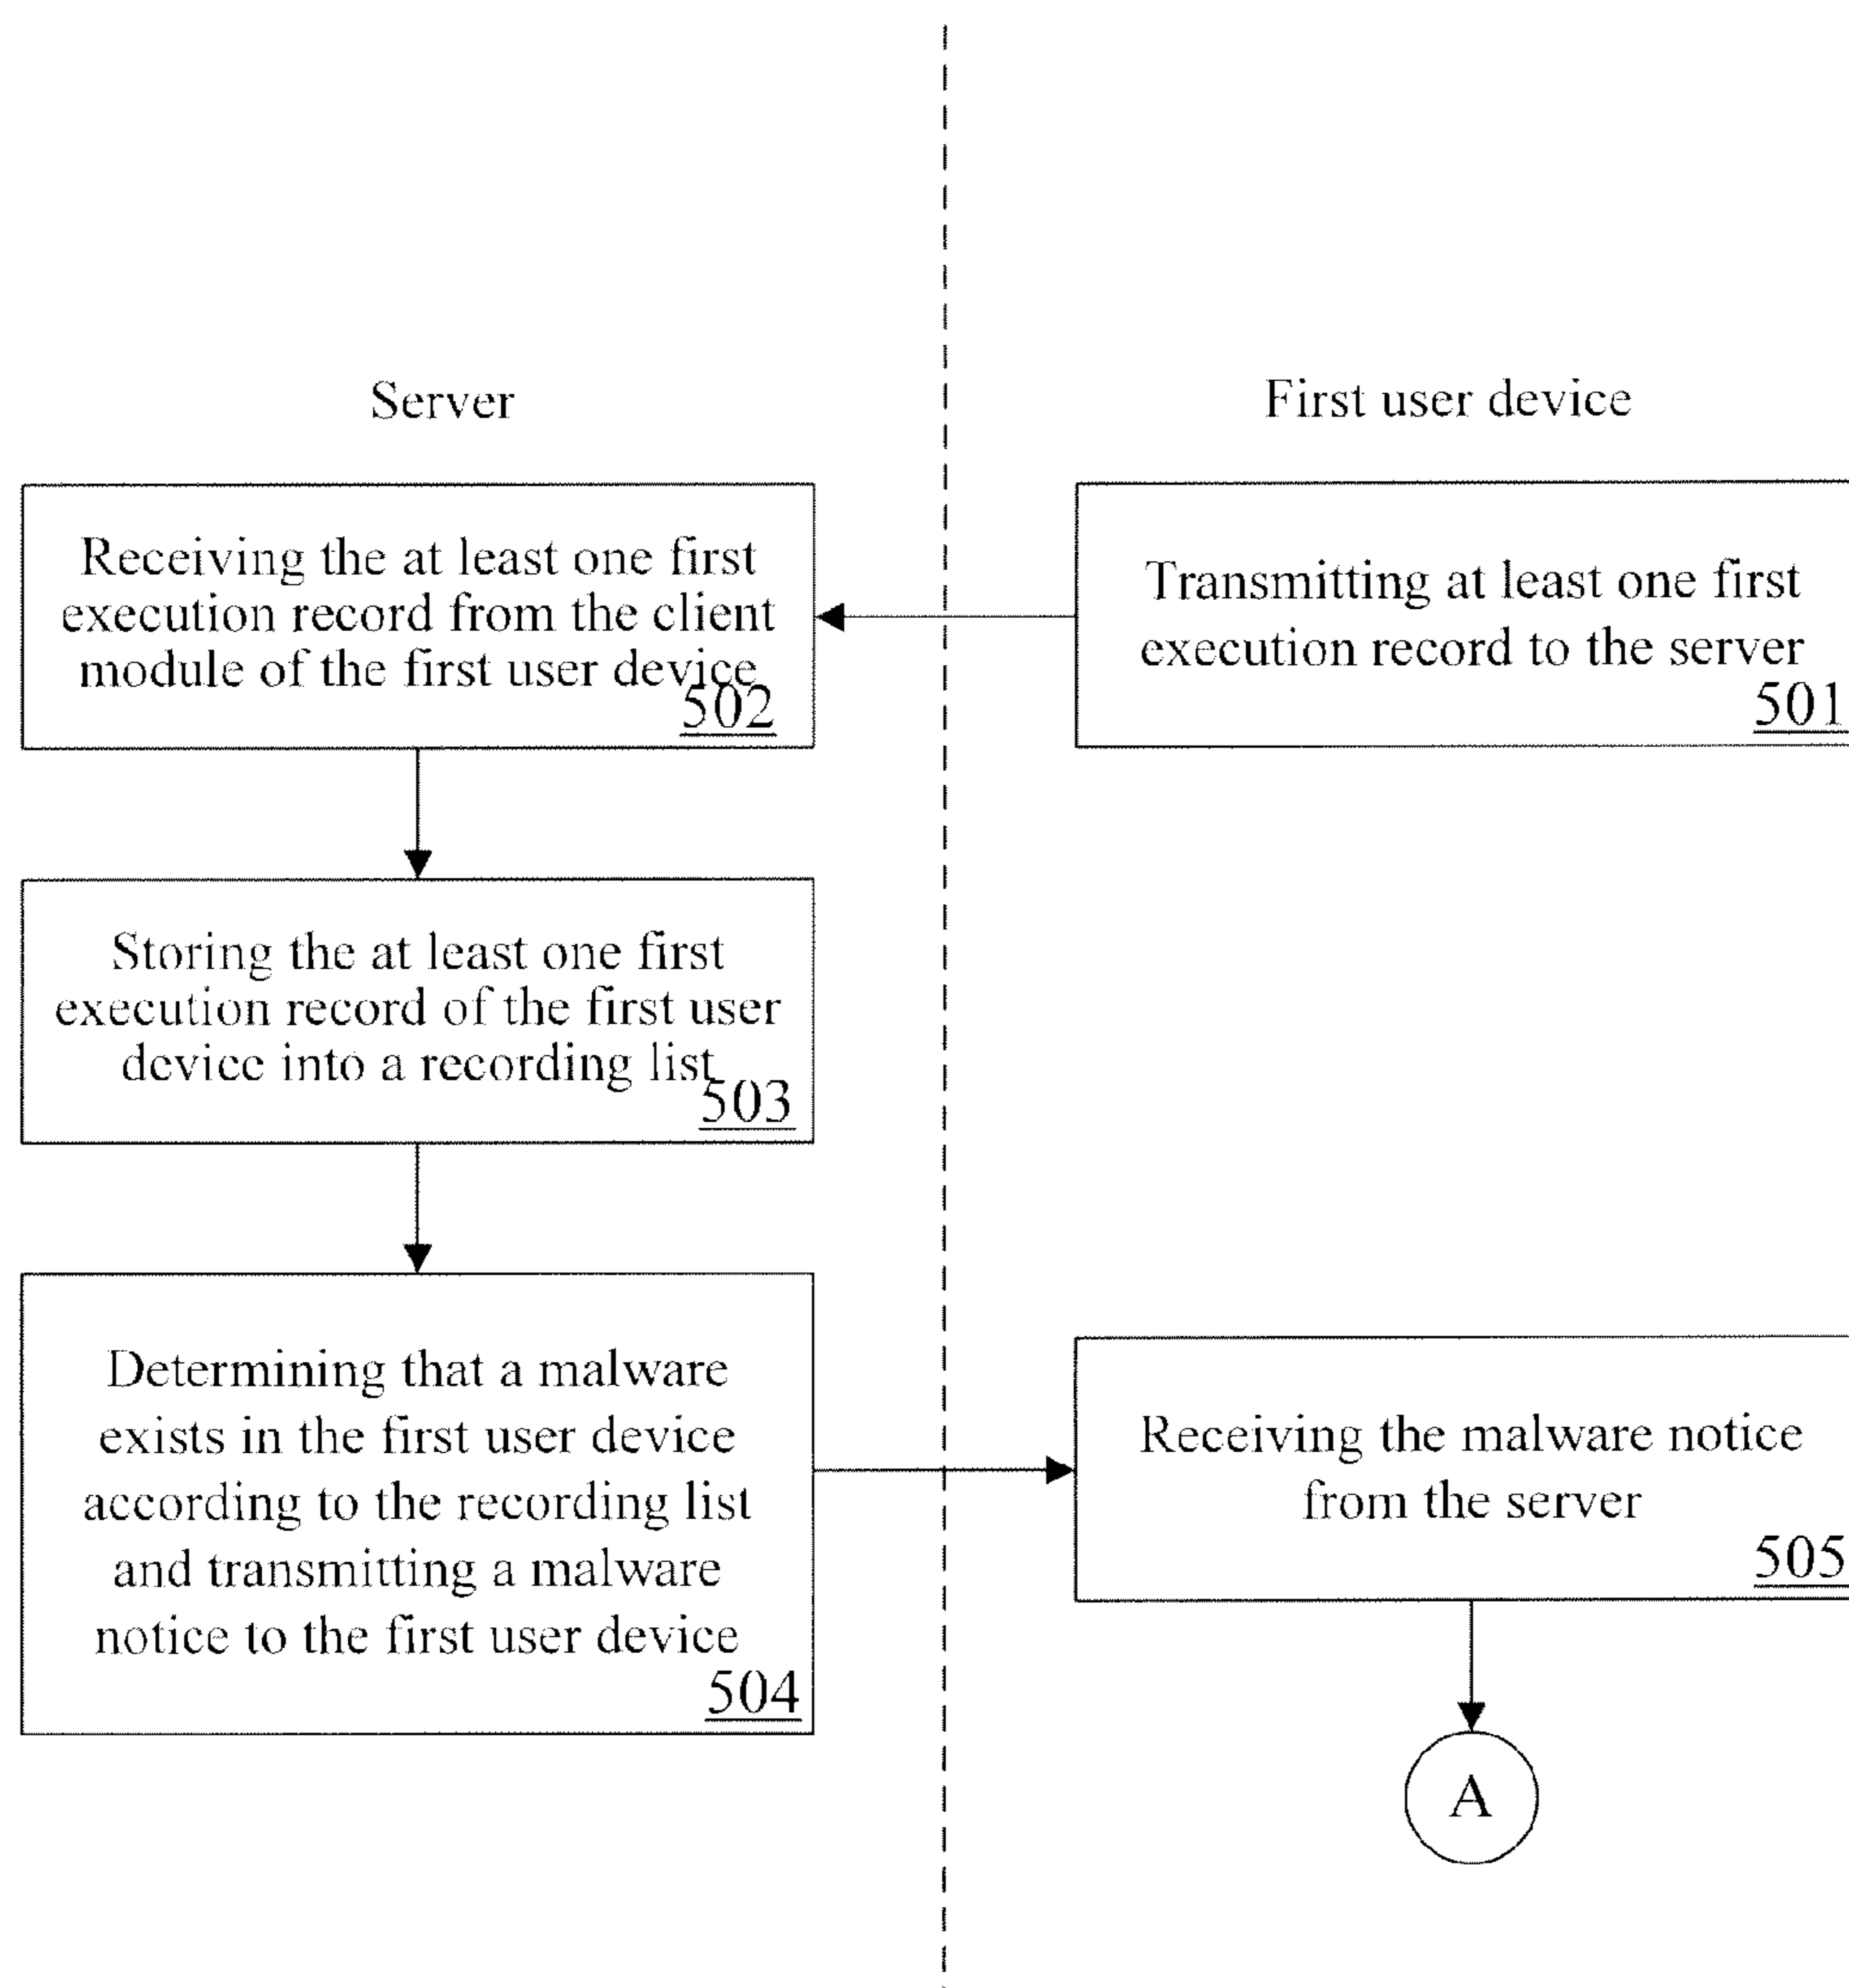 Server
First user device
Receiving the at least one first
execution record from the client
module of the first user device
502
Transmitting at least one first
execution record to the server
501
Storing the at least one first
execution record of the first user
device into a recording list
503
Determining that a malware
exists in the first user device
according to the recording list
and transmitting a malware
notice to the first user device
504
Receiving the malware notice
from the server
505
A